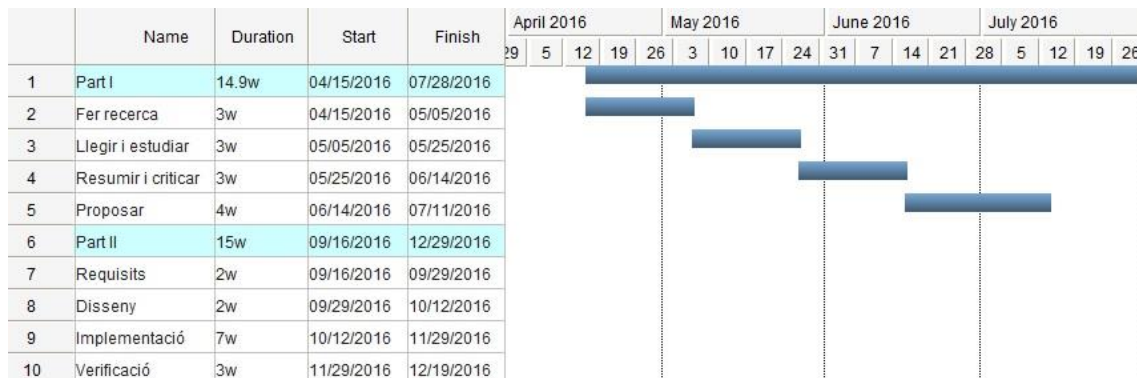 Name Duration Start Finish April 2016 May 2016 June 2016 July 2016
29 5 12 19 26 3 10 17 24 31 7 14 21 28 5 12 19 26
1 Part I 14.9w 04/15/2016 07/28/2016
2 Fer recerca 3w 04/15/2016 05/05/2016
3 Llegir i estudiar 3w 05/05/2016 05/25/2016
4 Resumir i criticar 3w 05/25/2016 06/14/2016
5 Proposar 4w 06/14/2016 07/11/2016
6 Part II 15w 09/16/2016 12/29/2016
7 Requisits 2w 09/16/2016 09/29/2016
8 Disseny 2w 09/29/2016 10/12/2016
9 Implementació 7w 10/12/2016 11/29/2016
10 Verificació 3w 11/29/2016 12/19/2016